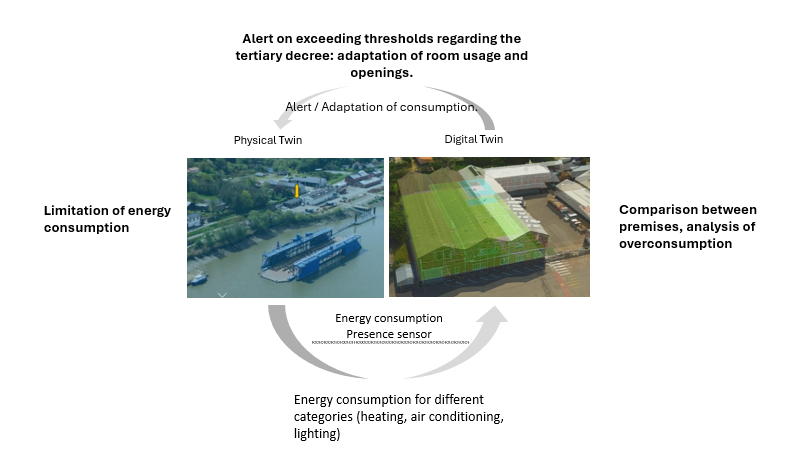 Alert on exceeding thresholds regarding the
tertiary decree: adaptation of room usage and
openings.
Alert / Adaptation of consumption.
Physical Twin
Digital Twin
Limitation of energy
consumption
Comparison between
premises, analysis of
overconsumption
Energy consumption
Presence sensor
Energy consumption for different
categories (heating, air conditioning,
lighting)